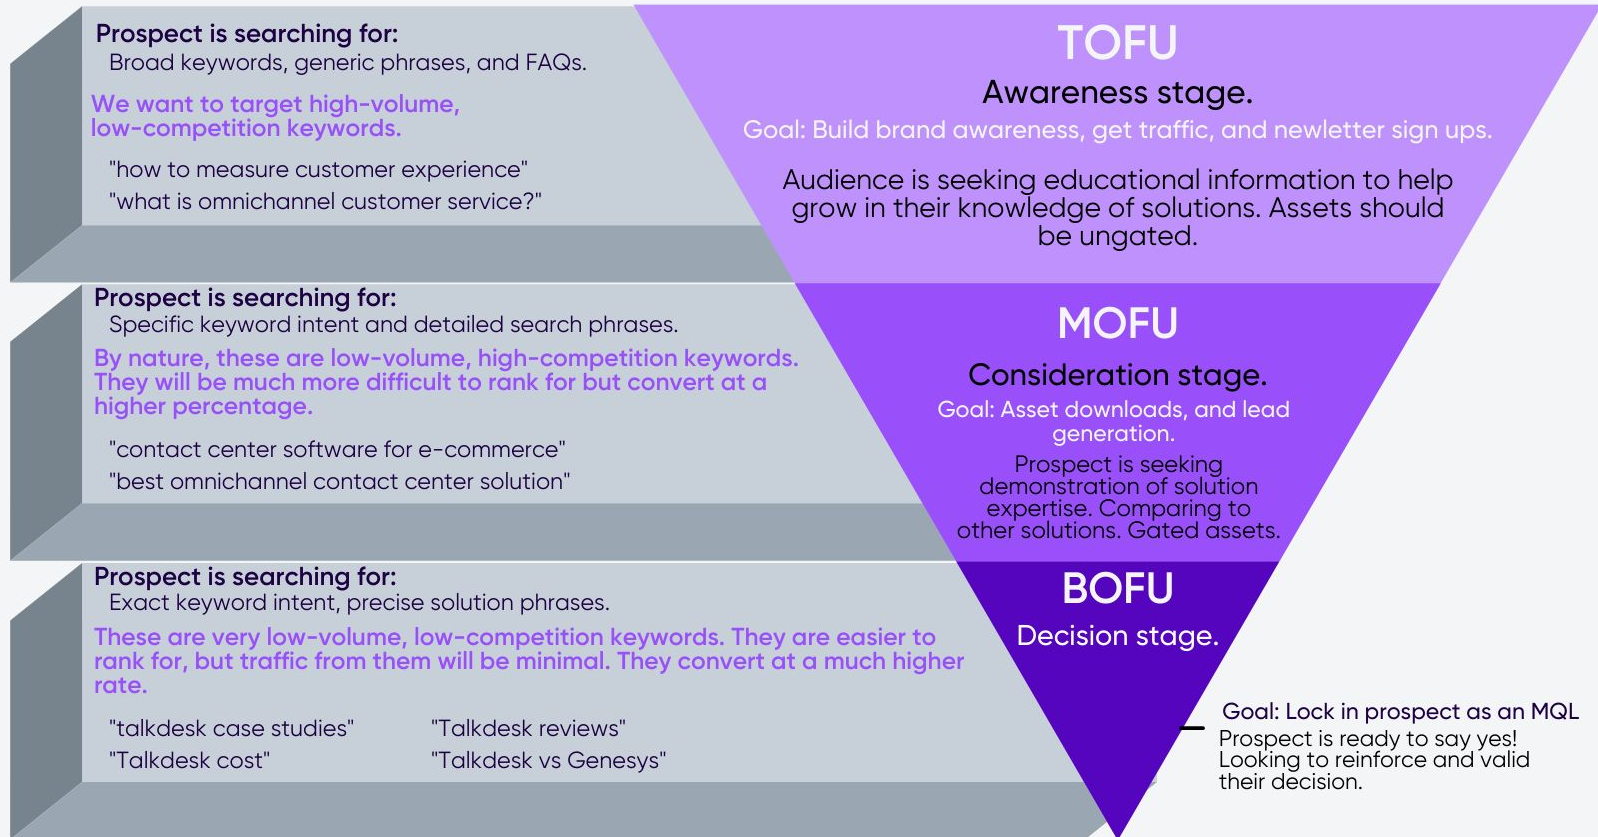 Prospect is searching for:
Broad keywords, generic phrases, and FAQs.
We want to target high-volume,
low-competition keywords.
"how to measure customer experience"
"what is omnichannel customer service?"
TOFU
Awareness stage.
Goal: Build brand awareness, get traffic, and newletter sign ups.
Audience is seeking educational information to help
grow in their knowledge of solutions. Assets should
be ungated.
Prospect is searching for:
Specific keyword intent and detailed search phrases.
By nature, these are low-volume, high-competition keywords.
They will be much more difficult to rank for but convert at a
higher percentage.
"contact center software for e-commerce"
"best omnichannel contact center solution"
MOFU
Consideration stage.
Goal: Asset downloads, and lead
generation.
Prospect is seeking
demonstration of solution
expertise. Comparing to
other solutions. Gated assets.
Prospect is searching for:
Exact keyword intent, precise solution phrases.
These are very low-volume, low-competition keywords. They are easier to
rank for, but traffic from them will be minimal. They convert at a much higher
rate.
"talkdesk case studies" "Talkdesk reviews"
"Talkdesk cost" "Talkdesk vs Genesys"
BOFU
Decision stage.
Goal: Lock in prospect as an MQL
Prospect is ready to say yes!
Looking to reinforce and valid
their decision.